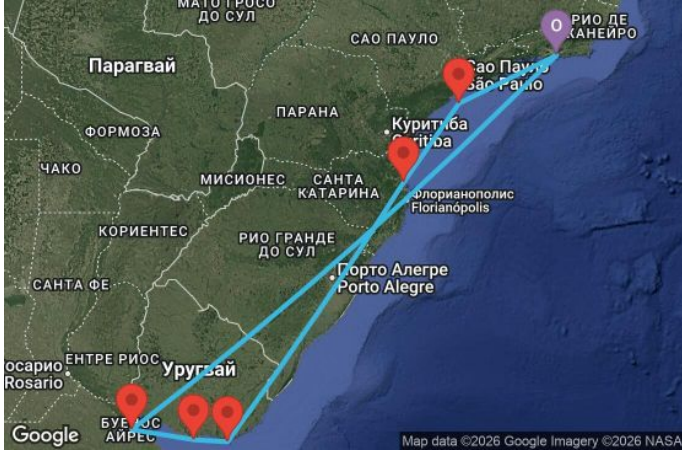 МАТО ГРОСО
ДО СУЛ
РИО ДЕ
ЖАНЕЙРО
O
САО ПАУЛО
Парагвай
Сао Пауло
São Paulo
ПАРАНА
ФОРМОЗА
Куритиба
Curitiba
ЧАКО
МИСИОНЕС
САНТА
КАТАРИНА
Флорианополис
Florianópolis
КОРИЕНТЕС
РИО ГРАНДЕ
ДО СУЛ
Порто Алегре
Porto Alegre
САНТА ФЕ
осарио
Rosario
ЕНТРЕ РИОС
Уругвай
БУЕНОС
АЙРЕС
Google
Map data ©2026 Google Imagery ©2026 NASA